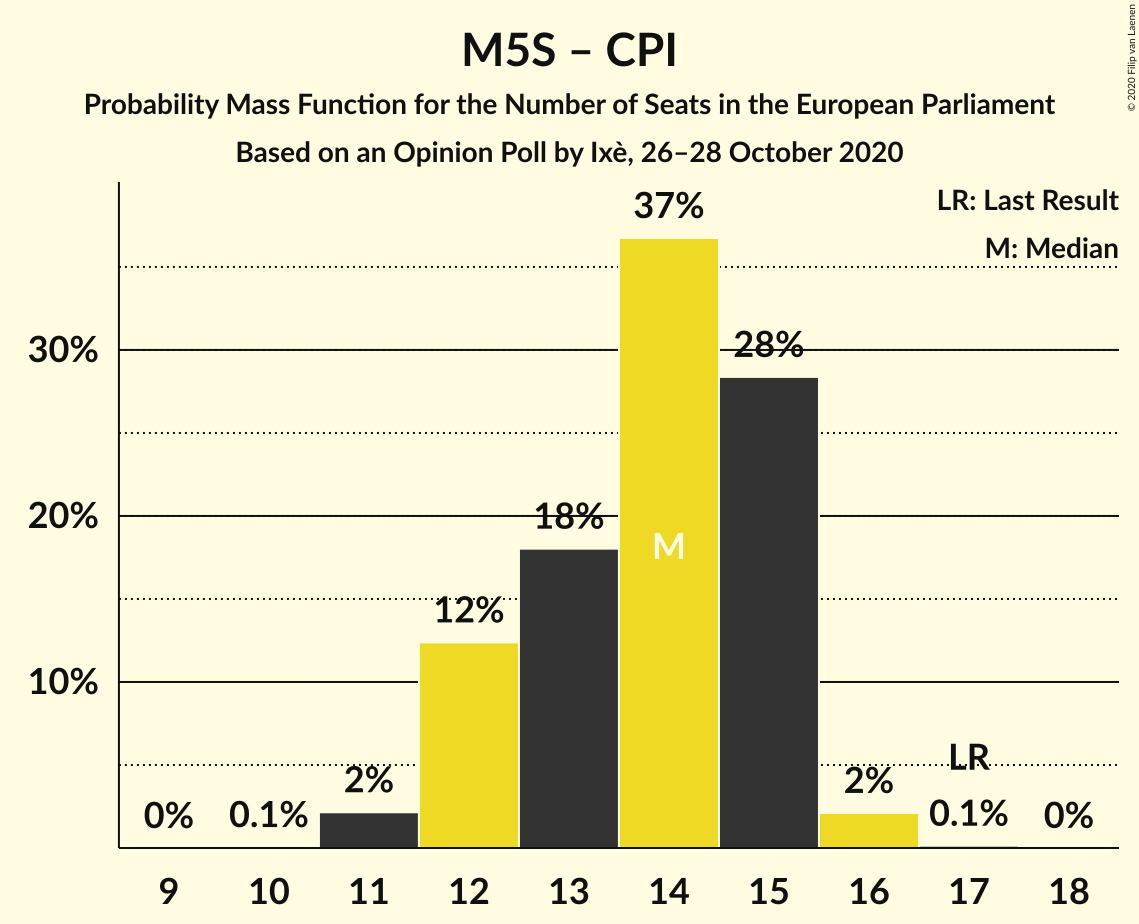 M5S – CPI
Probability Mass Function for the Number of Seats in the European Parliament
Based on an Opinion Poll by Ixè, 26–28 October 2020
© 2020 Filip van Laenen
LR: Last Result
M: Median
30%
20%
10%
0%
0.1%
2%
12%
18%
37%
M
28%
2%
LR
0.1%
0%
9 10 11 12 13 14 15 16 17 18